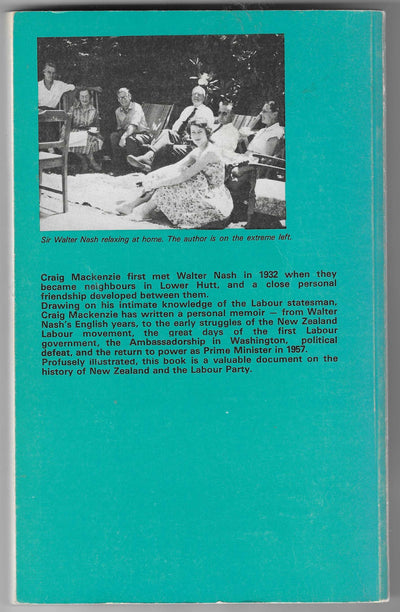 Sir Walter Nash relaxing at home. The author is on the extreme left.
Craig Mackenzie first met Walter Nash in 1932 when they
became neighbours in Lower Hutt, and a close personal
friendship developed between them.
Drawing on his intimate knowledge of the Labour statesman,
Craig Mackenzie has written a personal memoir — from Walter
Nash's English years, to the early struggles of the New Zealand
Labour movement, the great days of the first Labour
government, the Ambassadorship in Washington, political
defeat, and the return to power as Prime Minister in 1957.
Profusely illustrated, this book is a valuable document on the
history of New Zealand and the Labour Party.